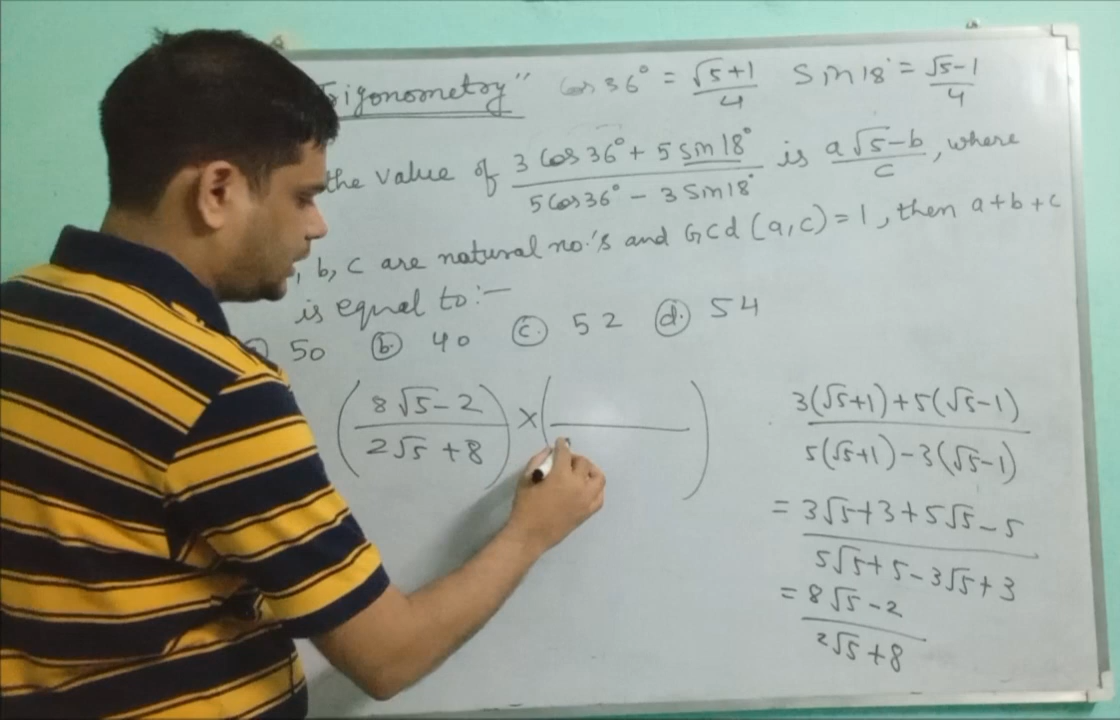 Trigonometry" cos 36° = (√5+1)/4 Sin 18° = (√5-1)/4
the value of (3 Cos 36° + 5 Sin 18°)/(5 Cos 36° - 3 Sin 18°) is (a√5-b)/c, where
, b, c are natural no.'s and GCd (a,c) = 1, then a+b+c
is equal to:-
50 (b.) 40 (c.) 52 (d.) 54
((8√5-2)/(2√5+8)) × ( )
(3(√5+1)+5(√5-1))/(5(√5+1)-3(√5-1))
= (3√5+3+5√5-5)/(5√5+5-3√5+3)
= (8√5-2)/(2√5+8)